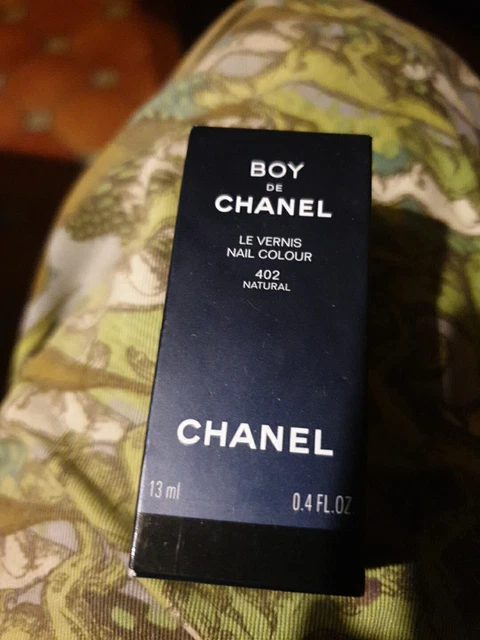 BOY
DE
CHANEL
LE VERNIS
NAIL COLOUR
402
NATURAL
CHANEL
13 ml
0.4 FL.OZ.